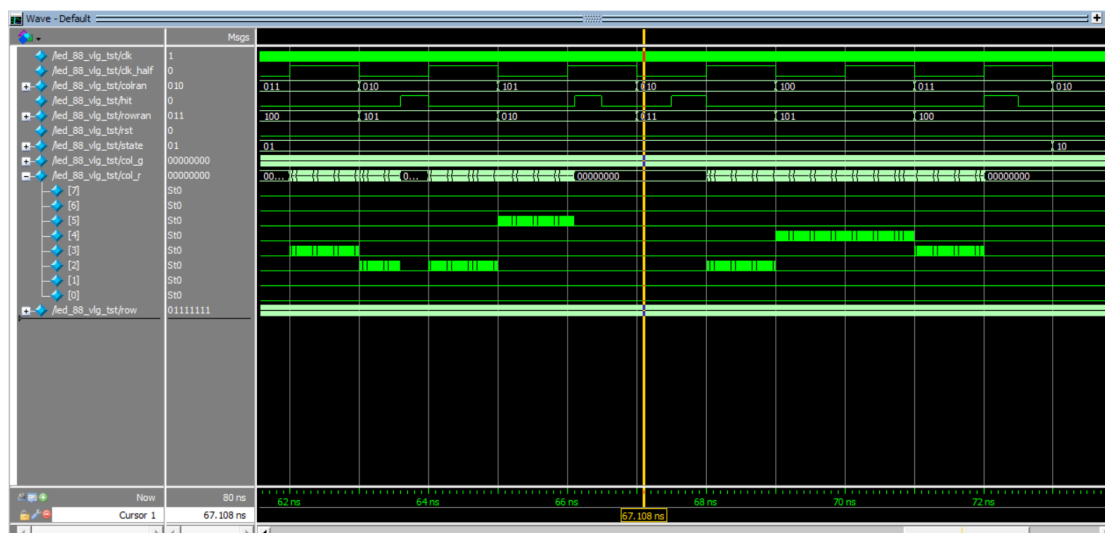 Wave - Default
Msgs
/led_88_vlg_tst/clk 1
/led_88_vlg_tst/clk_half 0
/led_88_vlg_tst/colran 010 011 010 101 010 100 011 010
/led_88_vlg_tst/hit 0
/led_88_vlg_tst/rowran 011 100 101 010 011 101 100
/led_88_vlg_tst/rst 0
/led_88_vlg_tst/state 01 01 10
/led_88_vlg_tst/col_g 00000000
/led_88_vlg_tst/col_r 00000000 00... 0... 00000000 00000000
[7] St0
[6] St0
[5] St0
[4] St0
[3] St0
[2] St0
[1] St0
[0] St0
/led_88_vlg_tst/row 01111111
Now 80 ns 62 ns 64 ns 66 ns 68 ns 70 ns 72 ns
Cursor 1 67.108 ns 67.108 ns